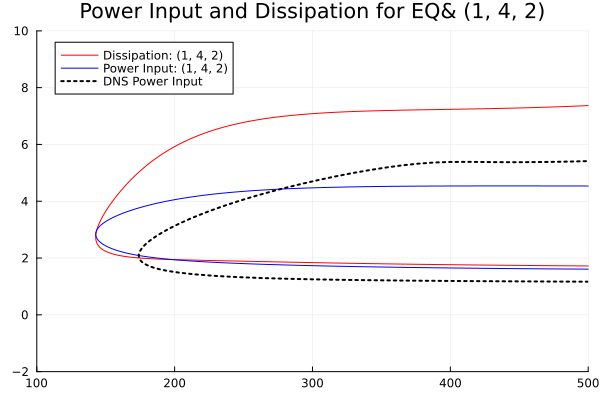 Power Input and Dissipation for EQ& (1, 4, 2)
10
Dissipation: (1, 4, 2)
Power Input: (1, 4, 2)
DNS Power Input
8
6
4
2
0
−2
100 200 300 400 500